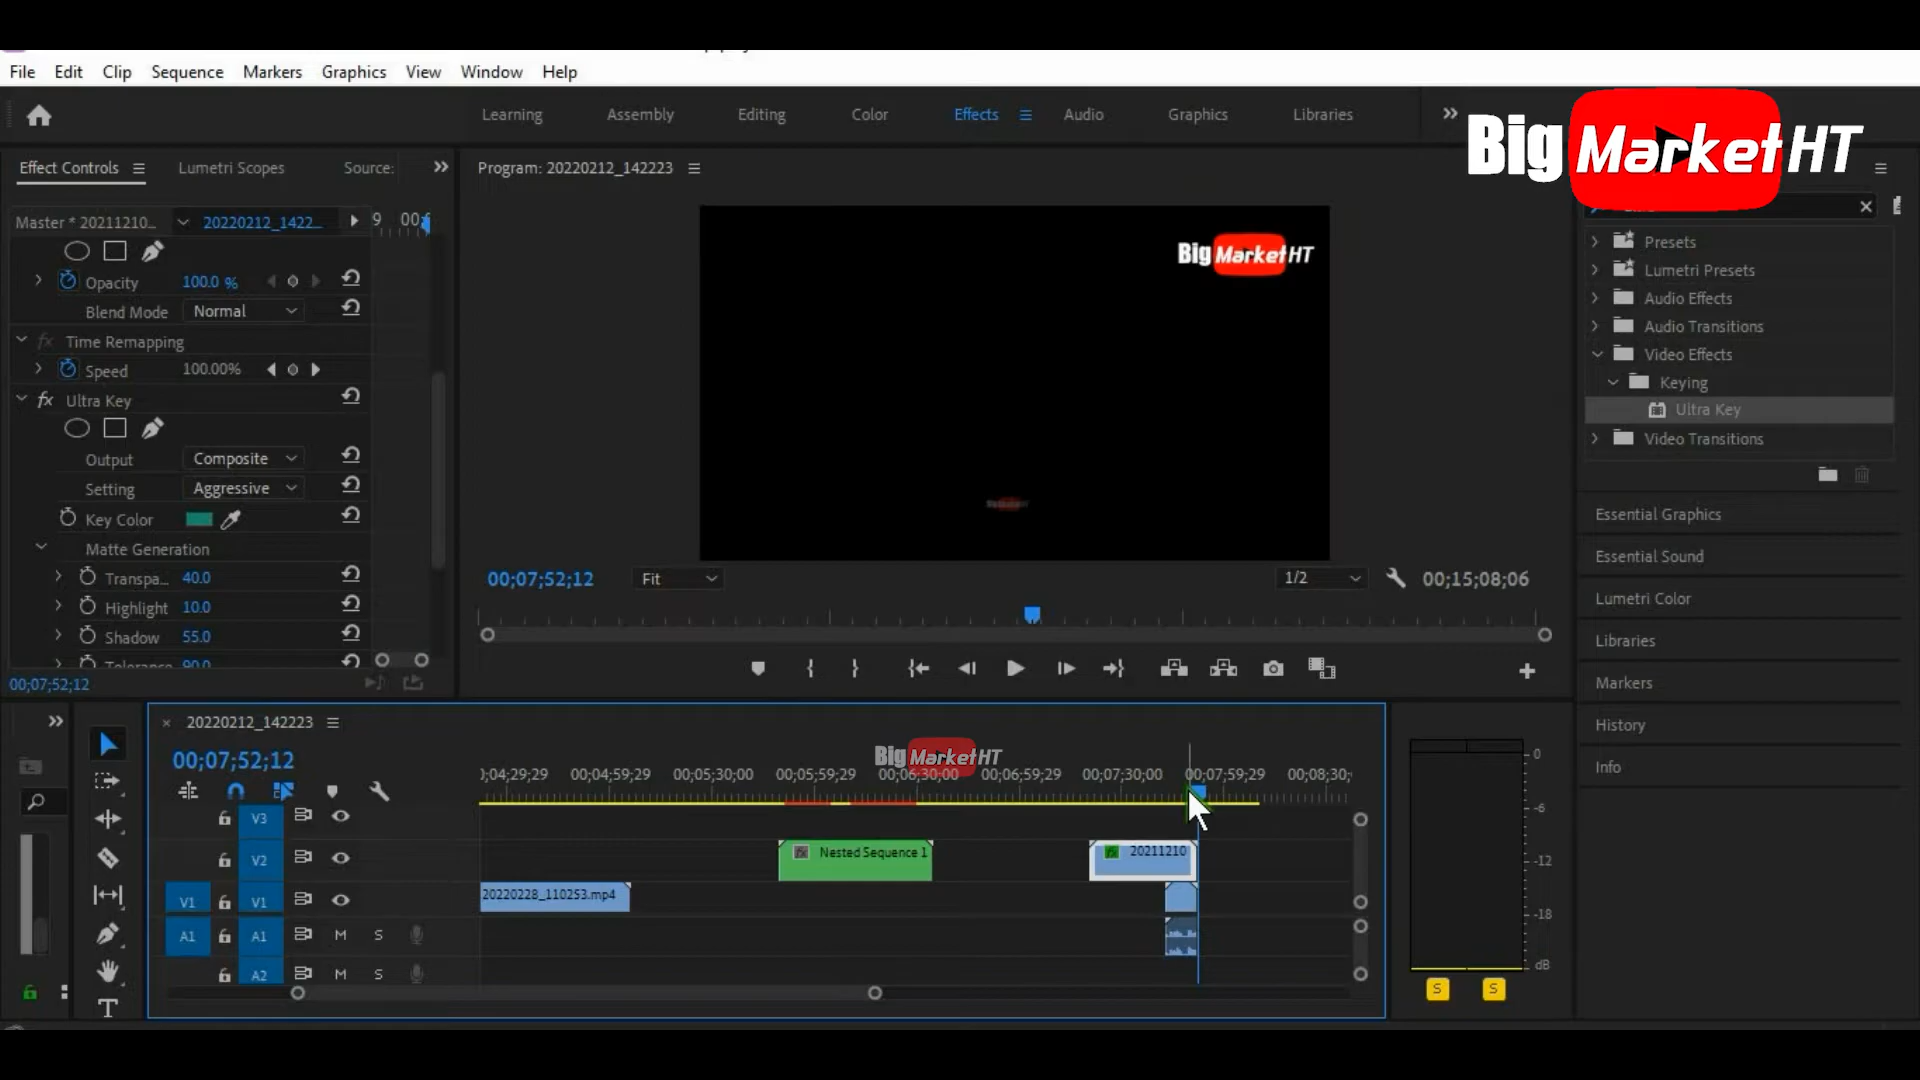 File Edit Clip Sequence Markers Graphics View Window Help
Learning Assembly Editing Color Effects Audio Graphics Libraries
Big MarketHT
Effect Controls Lumetri Scopes Source:
Program: 20220212_142223
Master * 20211210... 20220212_1422...
Opacity 100.0 %
Blend Mode Normal
fx Time Remapping
Speed 100.00%
fx Ultra Key
Output Composite
Setting Aggressive
Key Color
Matte Generation
Transpa... 40.0
Highlight 10.0
Shadow 55.0
Tolerance 90.0
00;07;52;12
Big MarketHT
00;07;52;12 Fit 1/2 00;15;08;06
Presets
Lumetri Presets
Audio Effects
Audio Transitions
Video Effects
Keying
Ultra Key
Video Transitions
Essential Graphics
Essential Sound
Lumetri Color
Libraries
Markers
History
Info
20220212_142223
00;07;52;12
Big MarketHT
);04;29;29 00;04;59;29 00;05;30;00 00;05;59;29 00;06;30;00 00;06;59;29 00;07;30;00 00;07;59;29 00;08;30;
V3
V2 fx Nested Sequence 1 fx 20211210
V1 V1 20220228_110253.mp4
A1 A1 M S
A2 M S
T
0
-6
-12
-18
dB
S S